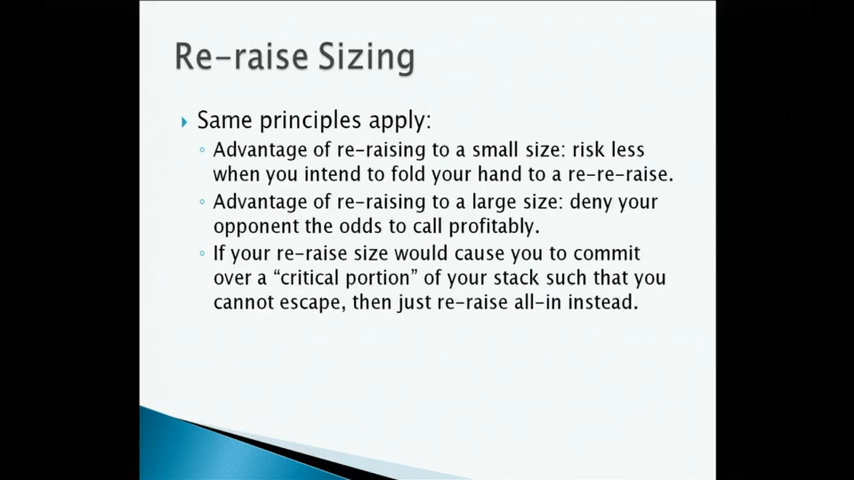 Re-raise Sizing
Same principles apply:
Advantage of re-raising to a small size: risk less
when you intend to fold your hand to a re-re-raise.
Advantage of re-raising to a large size: deny your
opponent the odds to call profitably.
If your re-raise size would cause you to commit
over a “critical portion” of your stack such that you
cannot escape, then just re-raise all-in instead.